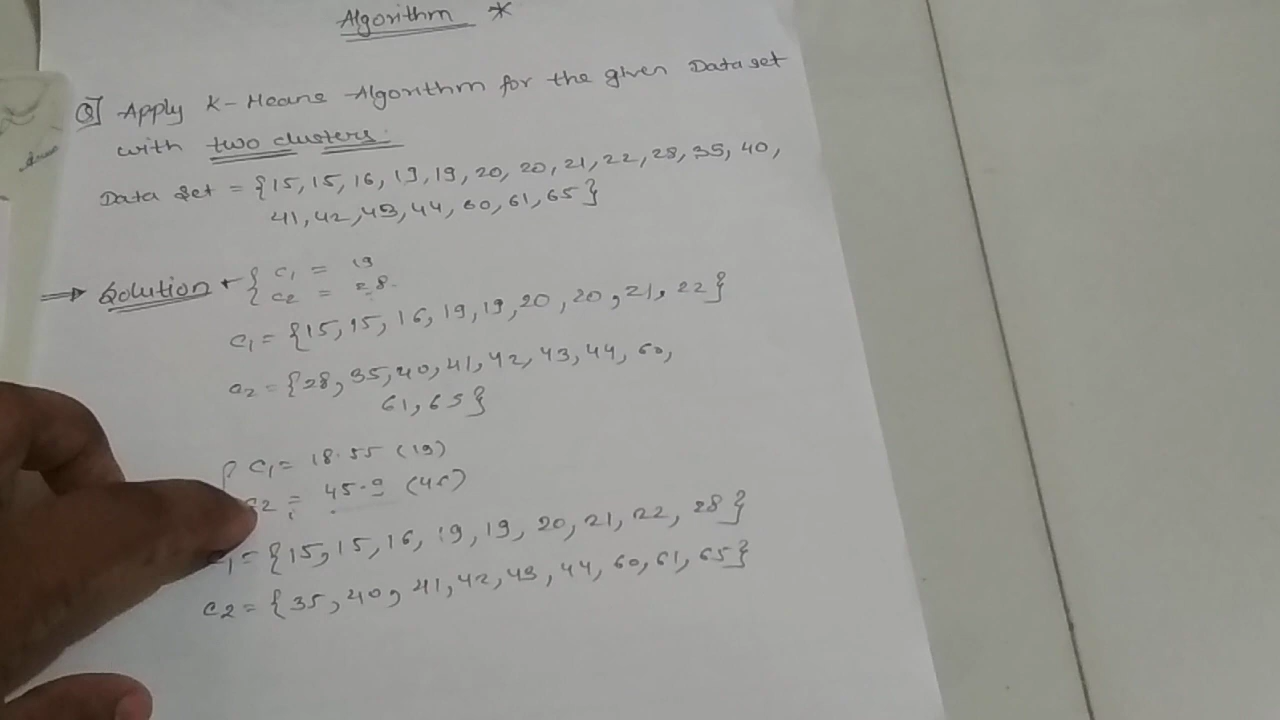 Algorithm *
Q] Apply K-Means Algorithm for the given Data set
with two clusters.
Data Set = {15, 15, 16, 19, 19, 20, 20, 21, 22, 28, 35, 40,
41, 42, 43, 44, 60, 61, 65}
⇒ Solution → { C1 = 19
{ C2 = 28.
C1 = {15, 15, 16, 19, 19, 20, 20, 21, 22}
C2 = {28, 35, 40, 41, 42, 43, 44, 60,
61, 65}
C1 = 18.55 (19)
C2 = 45.9 (46)
C1 = {15, 15, 16, 19, 19, 20, 21, 22, 28}
C2 = {35, 40, 41, 42, 43, 44, 60, 61, 65}